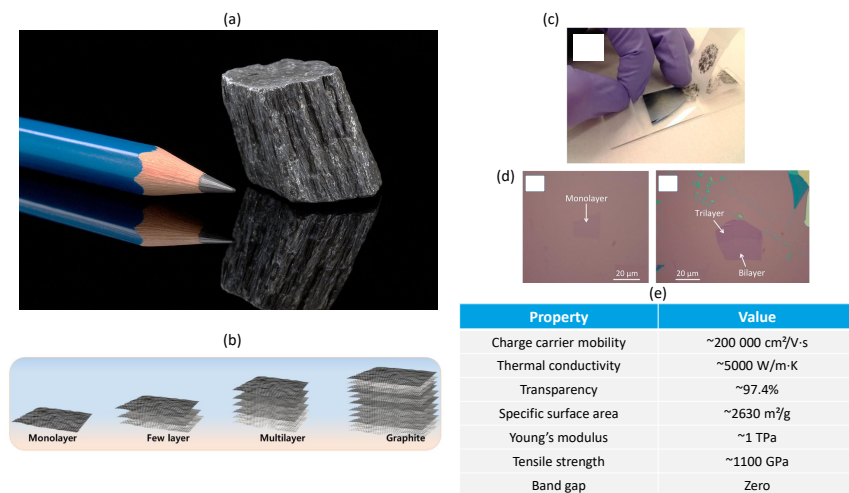 (a)
(b)
Monolayer
Few layer
Multilayer
Graphite
(c)
(d)
Monolayer
20 μm
Trilayer
Bilayer
20 μm
(e)
Property Value
Charge carrier mobility ~200 000 cm²/V·s
Thermal conductivity ~5000 W/m·K
Transparency ~97.4%
Specific surface area ~2630 m²/g
Young's modulus ~1 TPa
Tensile strength ~1100 GPa
Band gap Zero